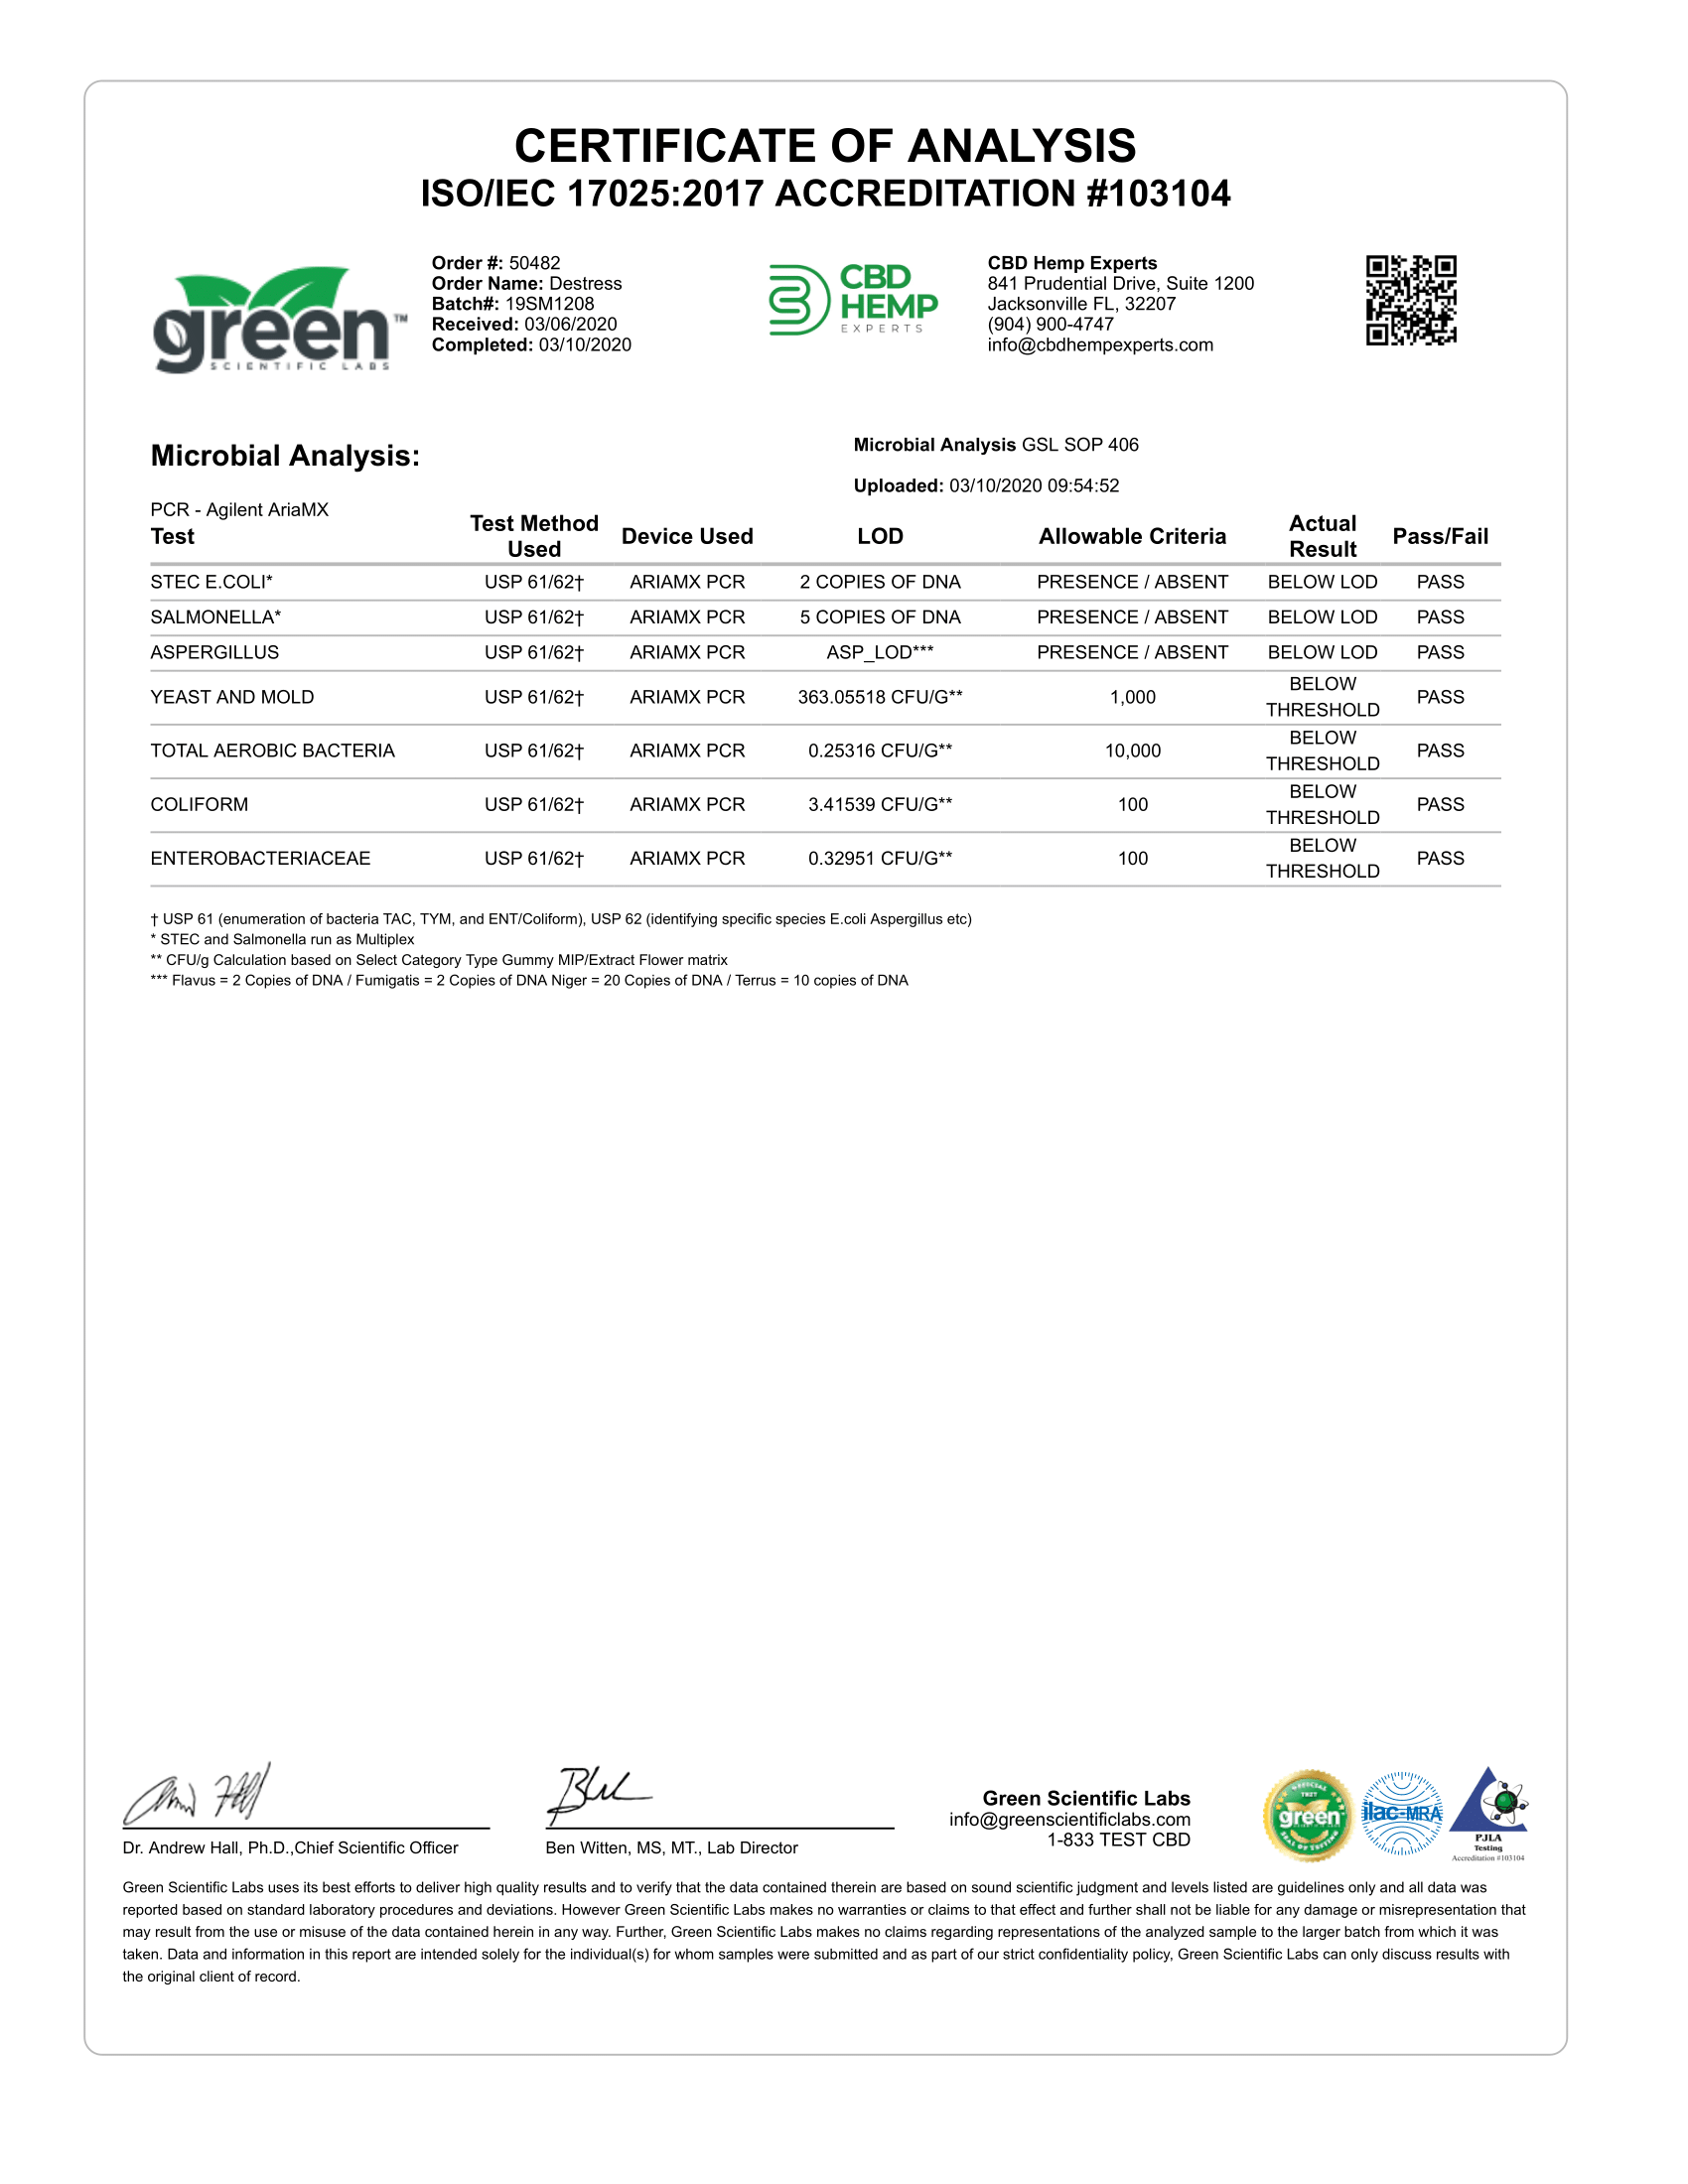 CERTIFICATE OF ANALYSIS
ISO/IEC 17025:2017 ACCREDITATION #103104
green™
SCIENTIFIC LABS
Order #: 50482
Order Name: Destress
Batch#: 19SM1208
Received: 03/06/2020
Completed: 03/10/2020
CBD
HEMP
EXPERTS
CBD Hemp Experts
841 Prudential Drive, Suite 1200
Jacksonville FL, 32207
(904) 900-4747
info@cbdhempexperts.com
Microbial Analysis:
Microbial Analysis GSL SOP 406
Uploaded: 03/10/2020 09:54:52
PCR - Agilent AriaMX
Test Test Method Used Device Used LOD Allowable Criteria Actual Result Pass/Fail
STEC E.COLI* USP 61/62† ARIAMX PCR 2 COPIES OF DNA PRESENCE / ABSENT BELOW LOD PASS
SALMONELLA* USP 61/62† ARIAMX PCR 5 COPIES OF DNA PRESENCE / ABSENT BELOW LOD PASS
ASPERGILLUS USP 61/62† ARIAMX PCR ASP_LOD*** PRESENCE / ABSENT BELOW LOD PASS
YEAST AND MOLD USP 61/62† ARIAMX PCR 363.05518 CFU/G** 1,000 BELOW THRESHOLD PASS
TOTAL AEROBIC BACTERIA USP 61/62† ARIAMX PCR 0.25316 CFU/G** 10,000 BELOW THRESHOLD PASS
COLIFORM USP 61/62† ARIAMX PCR 3.41539 CFU/G** 100 BELOW THRESHOLD PASS
ENTEROBACTERIACEAE USP 61/62† ARIAMX PCR 0.32951 CFU/G** 100 BELOW THRESHOLD PASS
† USP 61 (enumeration of bacteria TAC, TYM, and ENT/Coliform), USP 62 (identifying specific species E.coli Aspergillus etc)
* STEC and Salmonella run as Multiplex
** CFU/g Calculation based on Select Category Type Gummy MIP/Extract Flower matrix
*** Flavus = 2 Copies of DNA / Fumigatis = 2 Copies of DNA Niger = 20 Copies of DNA / Terrus = 10 copies of DNA
Dr. Andrew Hall, Ph.D.,Chief Scientific Officer
Ben Witten, MS, MT., Lab Director
Green Scientific Labs
info@greenscientificlabs.com
1-833 TEST CBD
OFFICIAL
TEST
green
SEAL OF TESTING
ilac-MRA
PJLA
Testing
Accreditation #103104
Green Scientific Labs uses its best efforts to deliver high quality results and to verify that the data contained therein are based on sound scientific judgment and levels listed are guidelines only and all data was
reported based on standard laboratory procedures and deviations. However Green Scientific Labs makes no warranties or claims to that effect and further shall not be liable for any damage or misrepresentation that
may result from the use or misuse of the data contained herein in any way. Further, Green Scientific Labs makes no claims regarding representations of the analyzed sample to the larger batch from which it was
taken. Data and information in this report are intended solely for the individual(s) for whom samples were submitted and as part of our strict confidentiality policy, Green Scientific Labs can only discuss results with
the original client of record.